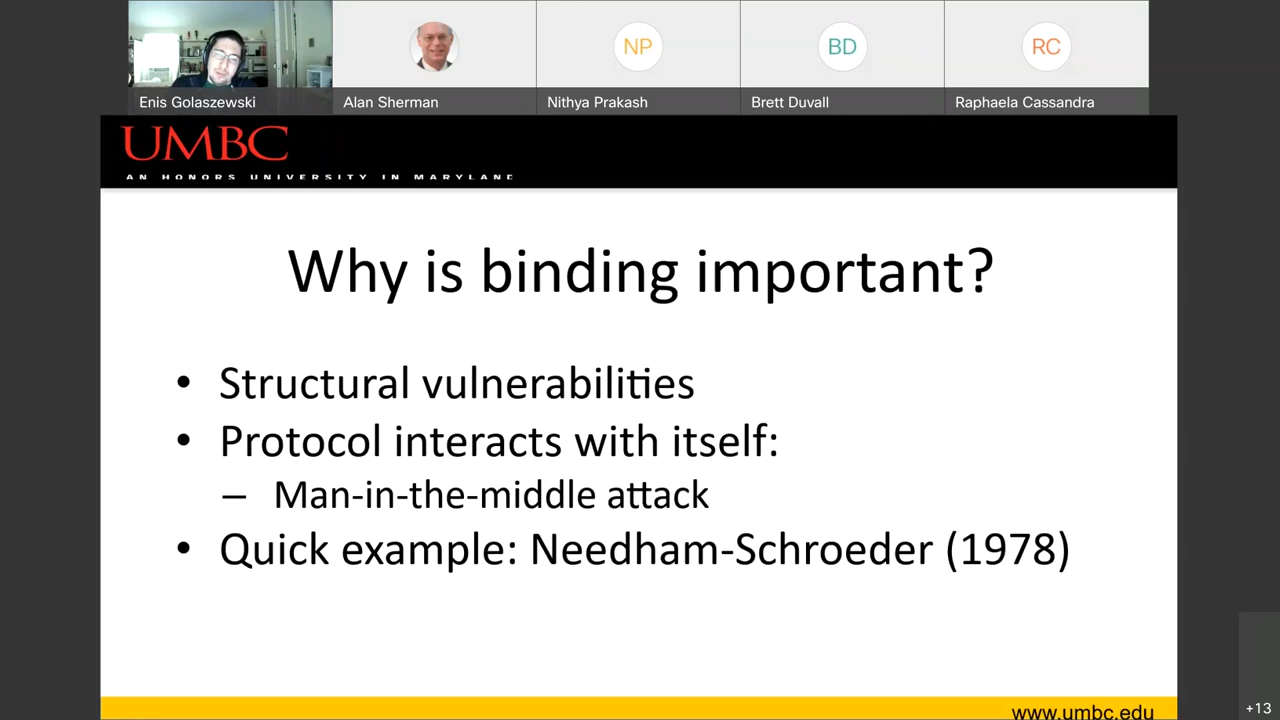 NP
BD
RC
Enis Golaszewski
Alan Sherman
Nithya Prakash
Brett Duvall
Raphaela Cassandra
UMBC
AN HONORS UNIVERSITY IN MARYLAND
Why is binding important?
• Structural vulnerabilities
• Protocol interacts with itself:
– Man-in-the-middle attack
• Quick example: Needham-Schroeder (1978)
www.umbc.edu
+13